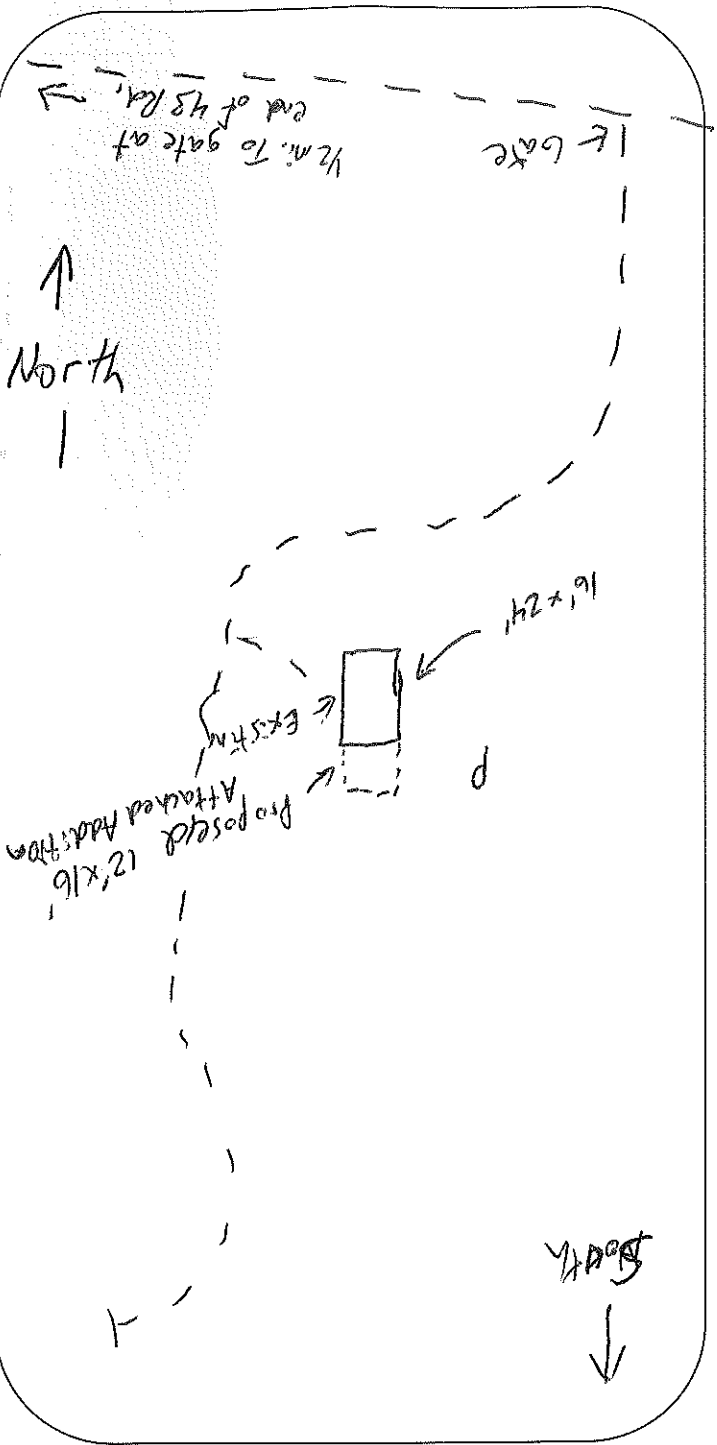 North
1/2 mi. To gate at
end of 48 Rd.
← Gate
16' x 24'
Existing
Proposed 12'x16'
Attached Addition
South